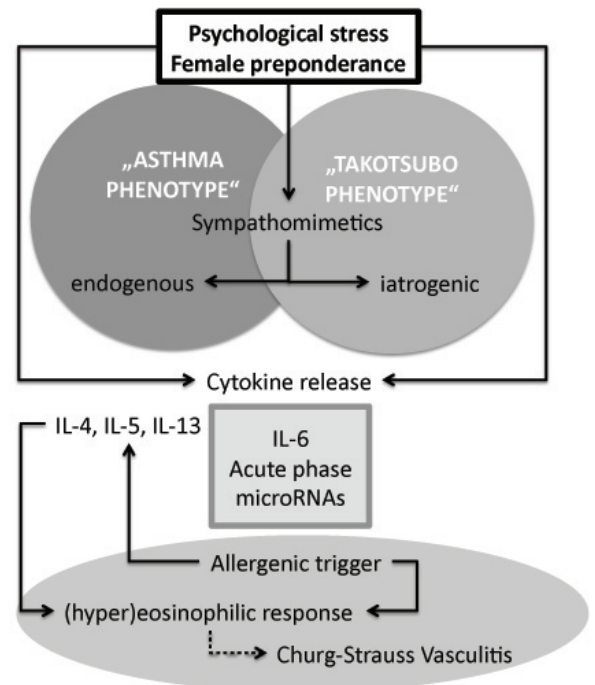 Psychological stress
Female preponderance
„ASTHMA
PHENOTYPE“
„TAKOTSUBO
PHENOTYPE“
Sympathomimetics
endogenous
iatrogenic
Cytokine release
IL-4, IL-5, IL-13
IL-6
Acute phase
microRNAs
Allergenic trigger
(hyper)eosinophilic response
Churg-Strauss Vasculitis